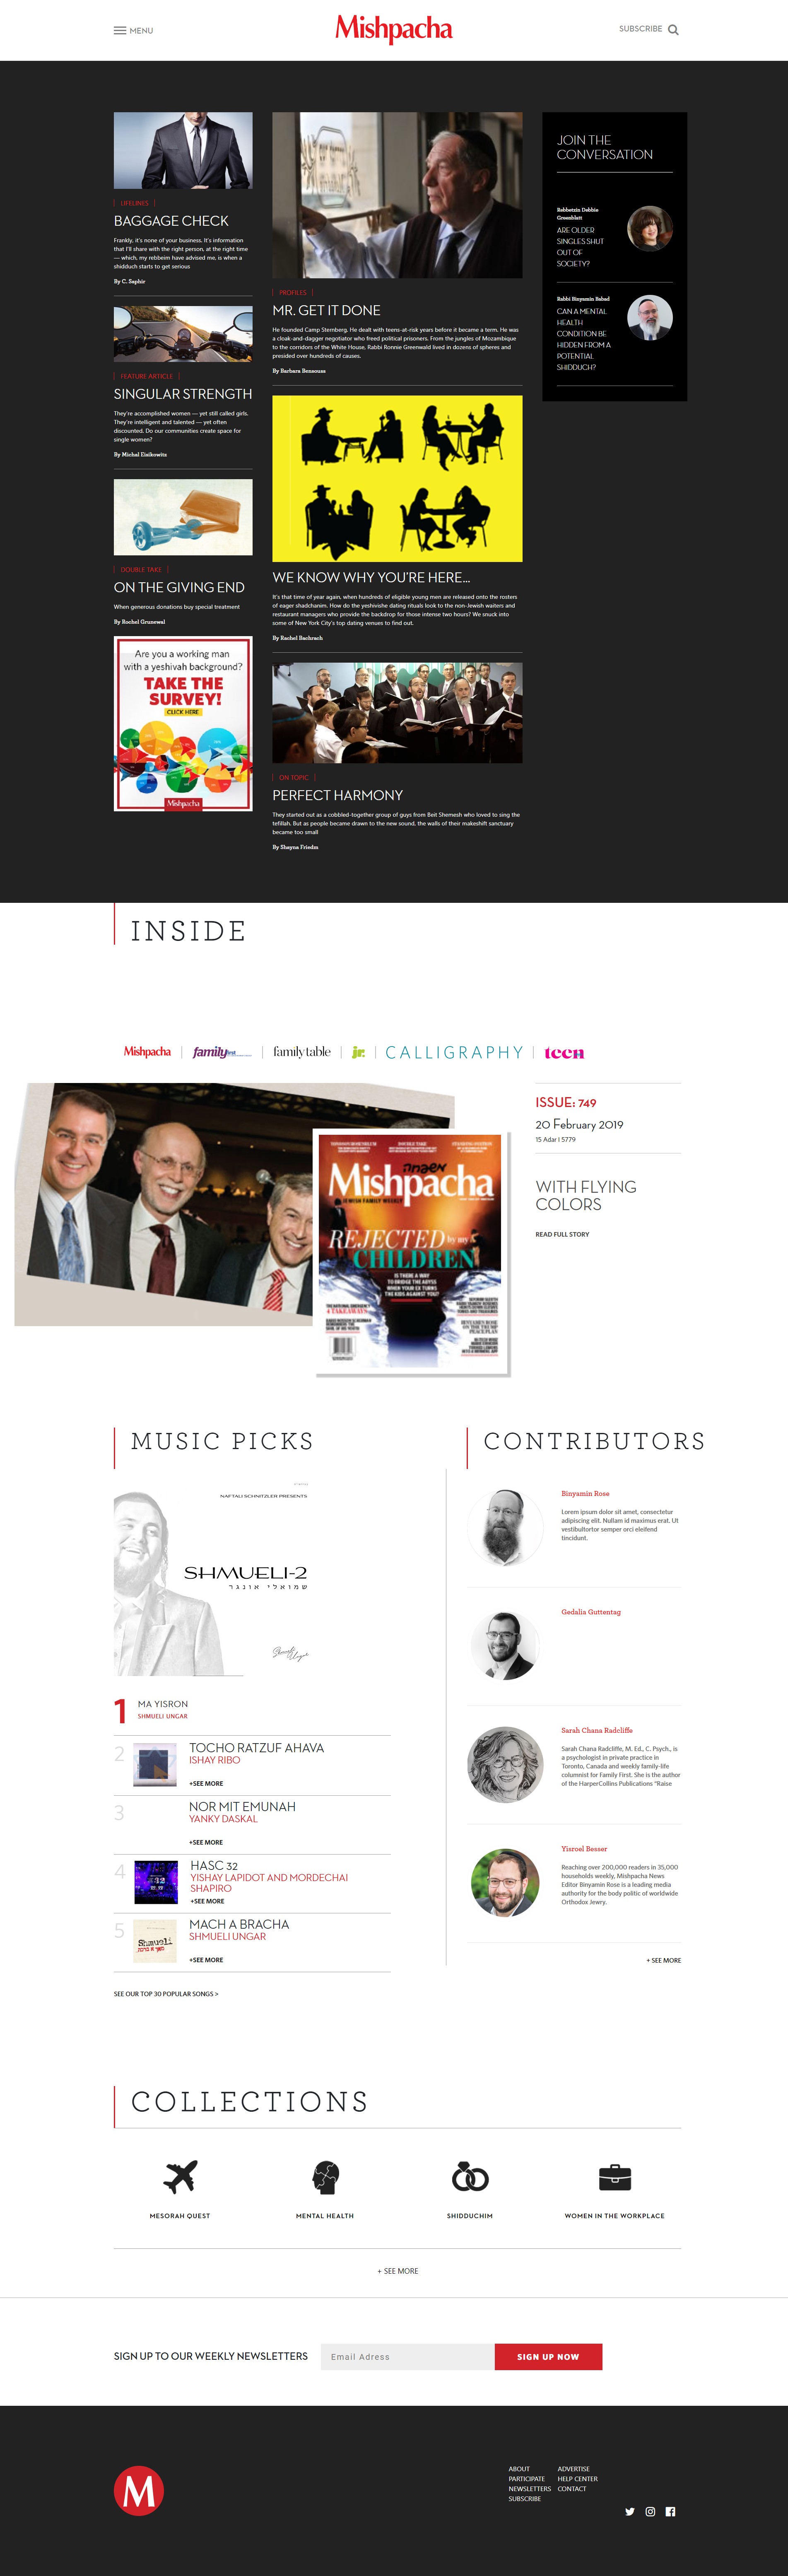 MENU
Mishpacha
SUBSCRIBE
LIFELINES
BAGGAGE CHECK
Frankly, it's none of your business. It's information
that I'll share with the right person, at the right time
— which, my rebbeim have advised me, is when a
shidduch starts to get serious
By C. Saphir
FEATURE ARTICLE
SINGULAR STRENGTH
They're accomplished women — yet still called girls.
They're intelligent and talented — yet often
discounted. Do our communities create space for
single women?
By Michal Eisikowitz
DOUBLE TAKE
ON THE GIVING END
When generous donations buy special treatment
By Rochel Grunewal
Are you a working man
with a yeshivah background?
TAKE THE
SURVEY!
CLICK HERE
Mishpacha
PROFILES
MR. GET IT DONE
He founded Camp Sternberg. He dealt with teens-at-risk years before it became a term. He was
a cloak-and-dagger negotiator who freed political prisoners. From the jungles of Mozambique
to the corridors of the White House, Rabbi Ronnie Greenwald lived in dozens of spheres and
presided over hundreds of causes.
By Barbara Bensouss
WE KNOW WHY YOU'RE HERE...
It's that time of year again, when hundreds of eligible young men are released onto the rosters
of eager shadchanim. How do the yeshivishe dating rituals look to the non-Jewish waiters and
restaurant managers who provide the backdrop for those intense two hours? We snuck into
some of New York City's top dating venues to find out.
By Rachel Bachrach
ON TOPIC
PERFECT HARMONY
They started out as a cobbled-together group of guys from Beit Shemesh who loved to sing the
tefillah. But as people became drawn to the new sound, the walls of their makeshift sanctuary
became too small
By Shayna Friedm
JOIN THE
CONVERSATION
Rebbetzin Debbie
Greenblatt
ARE OLDER
SINGLES SHUT
OUT OF
SOCIETY?
Rabbi Binyamin Babad
CAN A MENTAL
HEALTH
CONDITION BE
HIDDEN FROM A
POTENTIAL
SHIDDUCH?
INSIDE
Mishpacha
family first
family table
jr.
CALLIGRAPHY
teen
משפחה
Mishpacha
JEWISH FAMILY WEEKLY
REJECTED by my
CHILDREN
IS THERE A WAY
TO BRIDGE THE ABYSS
WHEN YOUR EX TURNS
THE KIDS AGAINST YOU?
ISSUE: 749
20 February 2019
15 Adar I 5779
WITH FLYING
COLORS
READ FULL STORY
MUSIC PICKS
NAFTALI SCHNITZLER PRESENTS
SHMUELI-2
שמואלי אונגר
1
MA YISRON
SHMUELI UNGAR
2
TOCHO RATZUF AHAVA
ISHAY RIBO
+SEE MORE
3
NOR MIT EMUNAH
YANKY DASKAL
+SEE MORE
4
HASC 32
YISHAY LAPIDOT AND MORDECHAI
SHAPIRO
+SEE MORE
5
Shmueli
MACH A BRACHA
SHMUELI UNGAR
+SEE MORE
SEE OUR TOP 30 POPULAR SONGS >
CONTRIBUTORS
Binyamin Rose
Lorem ipsum dolor sit amet, consectetur
adipiscing elit. Nullam id maximus erat. Ut
vestibultortor semper orci eleifend
tincidunt.
Gedalia Guttentag
Sarah Chana Radcliffe
Sarah Chana Radcliffe, M. Ed., C. Psych., is
a psychologist in private practice in
Toronto, Canada and weekly family-life
columnist for Family First. She is the author
of the HarperCollins Publications "Raise
Yisroel Besser
Reaching over 200,000 readers in 35,000
households weekly, Mishpacha News
Editor Binyamin Rose is a leading media
authority for the body politic of worldwide
Orthodox Jewry.
+ SEE MORE
COLLECTIONS
MESORAH QUEST
MENTAL HEALTH
SHIDDUCHIM
WOMEN IN THE WORKPLACE
+ SEE MORE
SIGN UP TO OUR WEEKLY NEWSLETTERS
Email Adress
SIGN UP NOW
M
ABOUT
PARTICIPATE
NEWSLETTERS
SUBSCRIBE
ADVERTISE
HELP CENTER
CONTACT